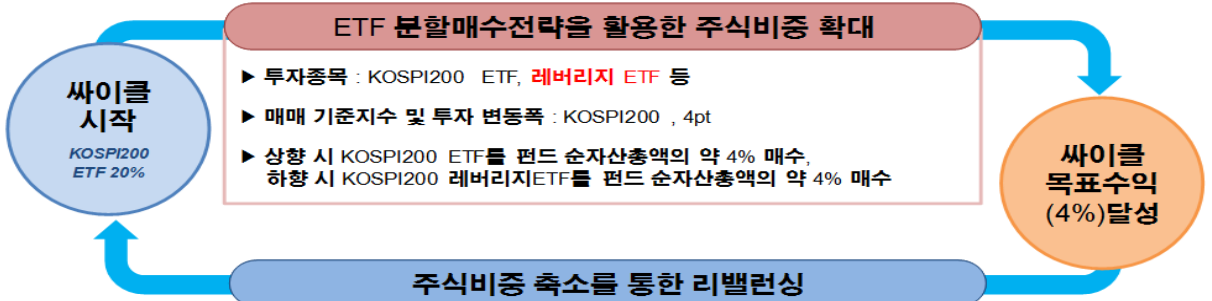 ETF 분할매수전략을 활용한 주식비중 확대
싸이클
시작
KOSPI200
ETF 20%
▶ 투자종목 : KOSPI200 ETF, 레버리지 ETF 등
▶ 매매 기준지수 및 투자 변동폭 : KOSPI200 , 4pt
▶ 상향 시 KOSPI200 ETF를 펀드 순자산총액의 약 4% 매수,
하향 시 KOSPI200 레버리지ETF를 펀드 순자산총액의 약 4% 매수
싸이클
목표수익
(4%)달성
주식비중 축소를 통한 리밸런싱